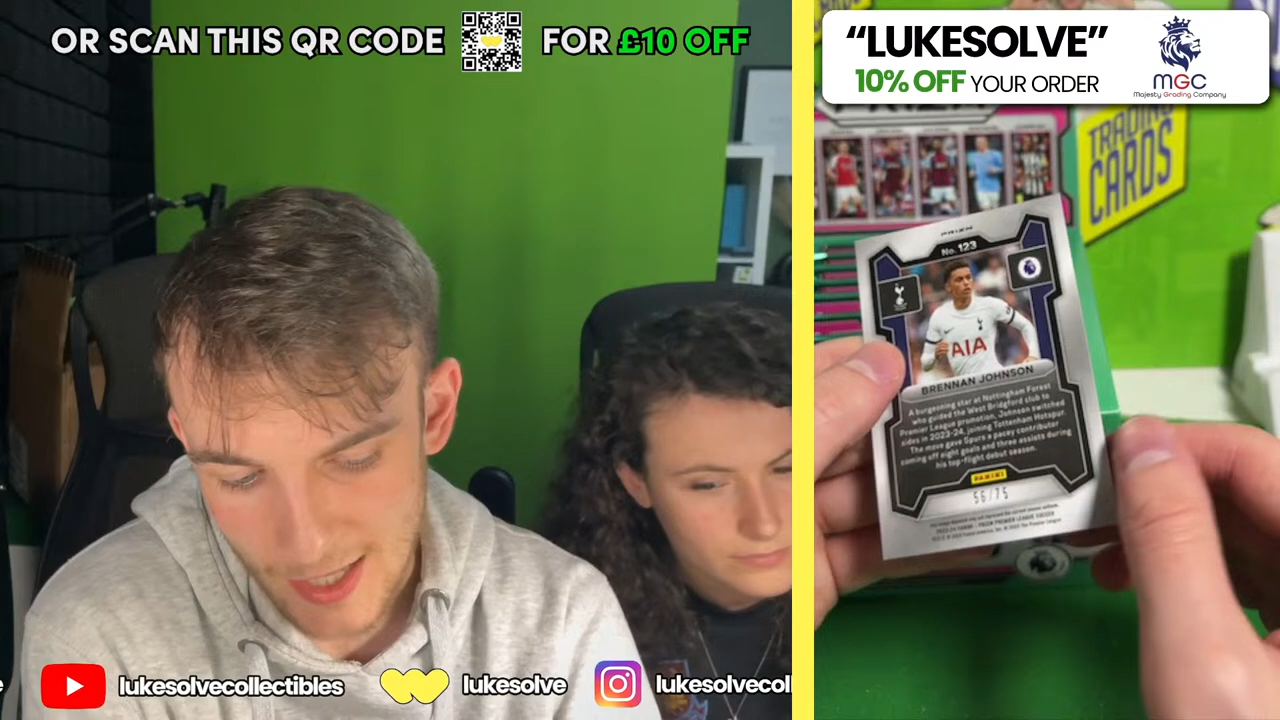 OR SCAN THIS QR CODE FOR £10 OFF
"LUKESOLVE"
10% OFF YOUR ORDER
MGC
Majesty Grading Company
TRADING
CARDS
PRIZM
No. 123
BRENNAN JOHNSON
AIA
A burgeoning star at Nottingham Forest
who guided the West Bridgford club to
Premier League promotion, Johnson switched
sides in 2023-24, joining Tottenham Hotspur.
The move gave Spurs a pacey contributor
coming off eight goals and three assists during
his top-flight debut season.
PANINI
56/75
lukesolvecollectibles
lukesolve
lukesolvecoll